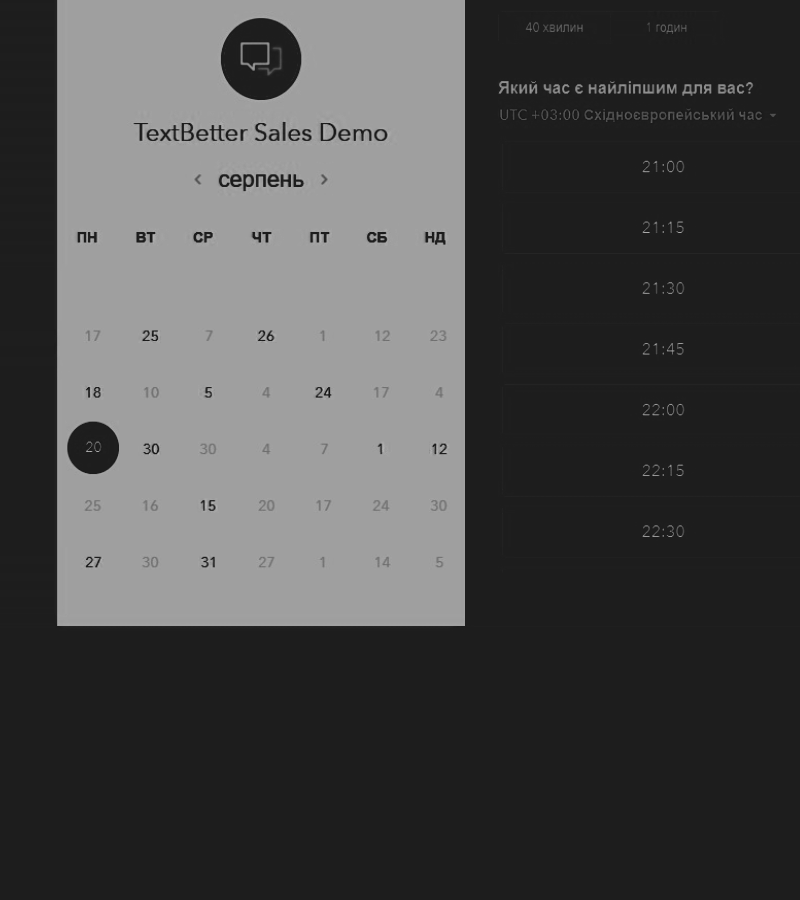 TextBetter Sales Demo
серпень
ПН ВТ СР ЧТ ПТ СБ НД
17 25 7 26 1 12 23
18 10 5 4 24 17 4
20 30 30 4 7 1 12
25 16 15 20 17 24 30
27 30 31 27 1 14 5
40 хвилин 1 годин
Який час є найліпшим для вас?
UTC +03:00 Східноєвропейський час
21:00
21:15
21:30
21:45
22:00
22:15
22:30